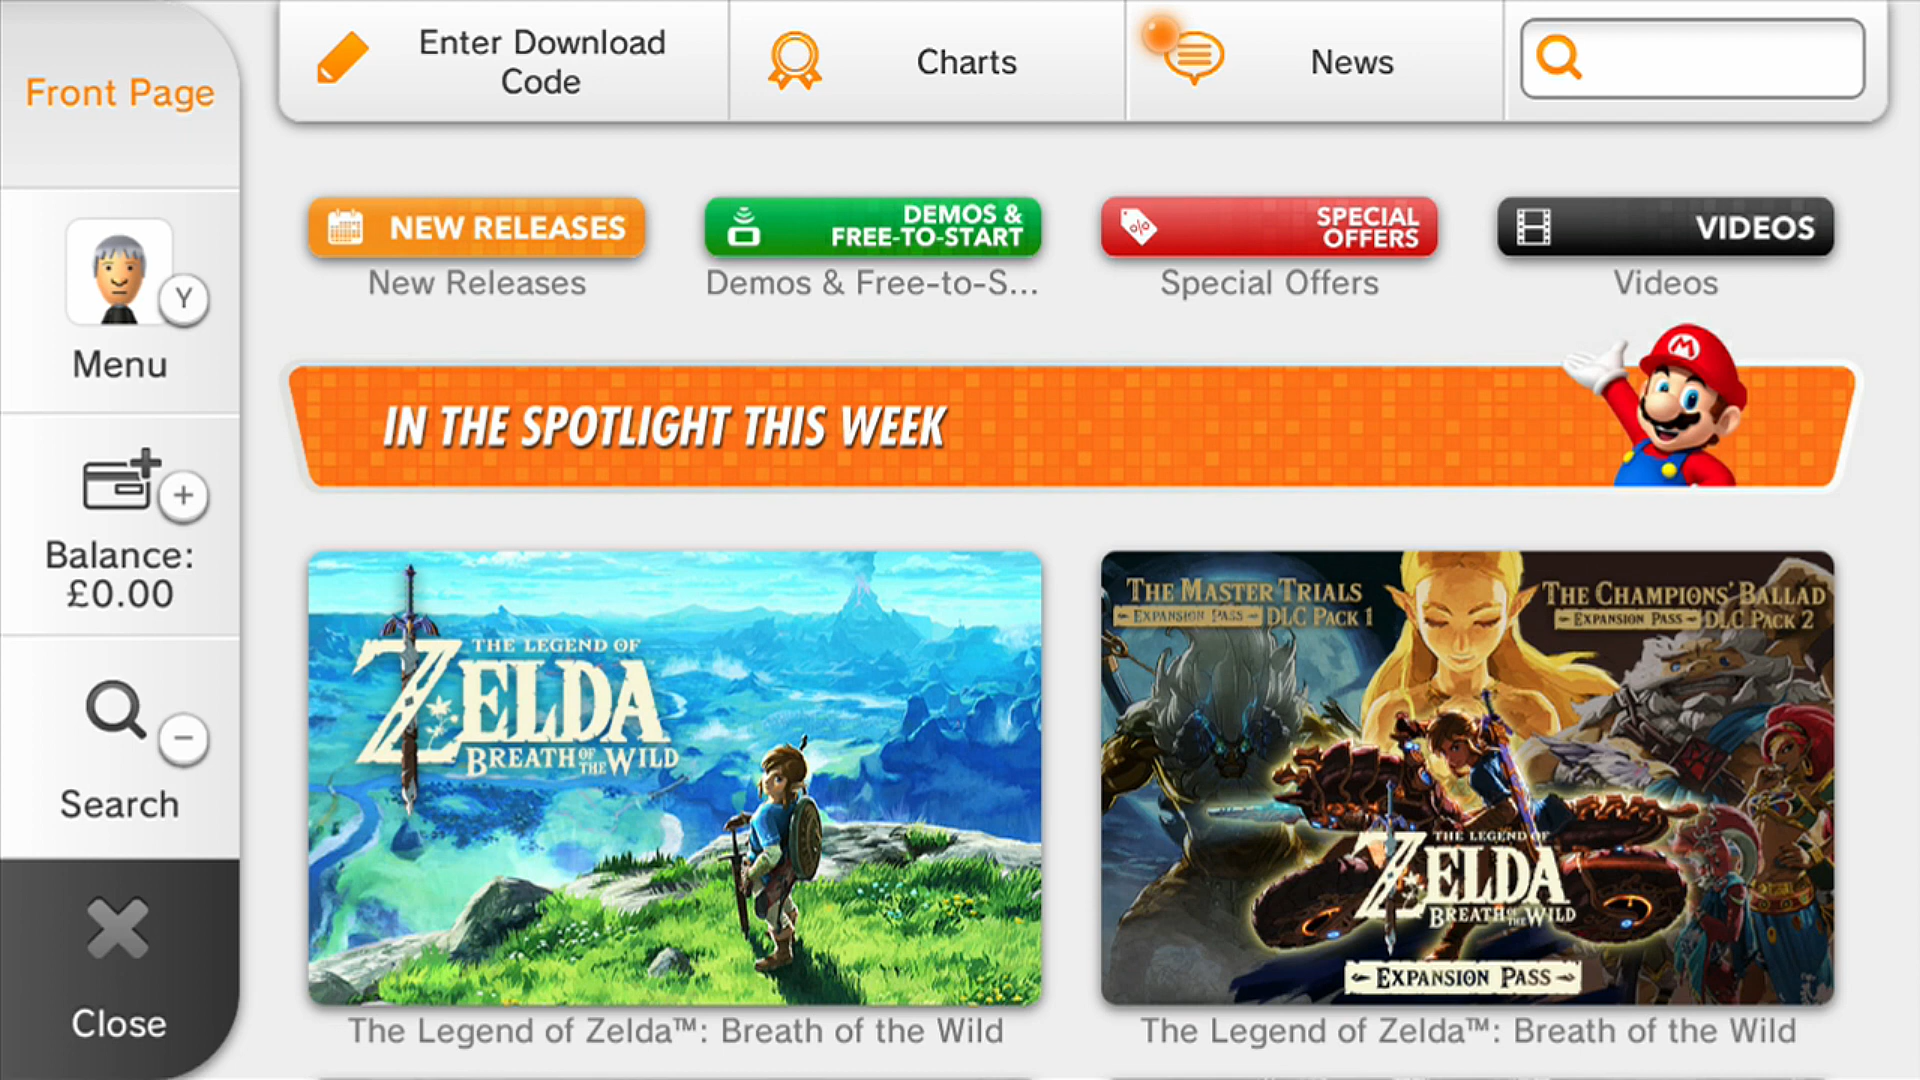 Front Page
Enter Download
Code
Charts
News
Y
Menu
+
Balance:
£0.00
-
Search
Close
NEW RELEASES
New Releases
DEMOS &
FREE-TO-START
Demos & Free-to-S...
%
SPECIAL
OFFERS
Special Offers
VIDEOS
Videos
IN THE SPOTLIGHT THIS WEEK
M
THE LEGEND OF
ZELDA
BREATH OF THE WILD
The Legend of Zelda™: Breath of the Wild
THE MASTER TRIALS
EXPANSION PASS DLC PACK 1
THE CHAMPIONS' BALLAD
EXPANSION PASS DLC PACK 2
THE LEGEND OF
ZELDA
BREATH OF THE WILD
EXPANSION PASS
The Legend of Zelda™: Breath of the Wild